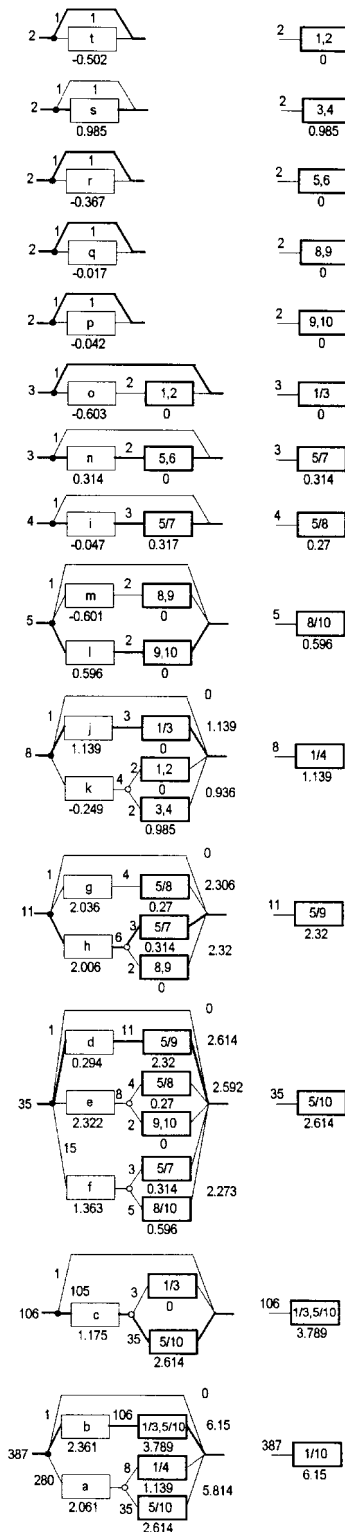 1 1
2 t 2 1,2
-0.502 0
1 1
2 s 2 3,4
0.985 0.985
1 1
2 r 2 5,6
-0.367 0
1 1
2 q 2 8,9
-0.017 0
1 1
2 p 2 9,10
-0.042 0
1
3 o 2 1,2 3 1/3
-0.603 0 0
1
3 n 2 5,6 3 5/7
0.314 0 0.314
1
4 i 3 5/7 4 5/8
-0.047 0.317 0.27
1 m 2 8,9
-0.601 0
5 5 8/10
l 2 9,10 0.596
0.596 0
0
1 j 3 1/3 1.139
1.139 0
8 2 1,2 8 1/4
k 4 0 0.936 1.139
-0.249 2 3,4
0.985
0
1 g 4 5/8 2.306
2.036 0.27
11 3 5/7 11 5/9
h 6 0.314 2.32 2.32
2.006 2 8,9
0
0
1 d 11 5/9 2.614
0.294 2.32
4 5/8 2.592
35 e 8 0.27 35 5/10
2.322 2 9,10 2.614
0
15 3 5/7
f 0.314 2.273
1.363 5 8/10
0.596
1
105 3 1/3
106 c 0 106 1/3,5/10
1.175 35 5/10 3.789
2.614
0
1 b 106 1/3,5/10 6.15
2.361 3.789
387 8 1/4 387 1/10
280 a 1.139 5.814 6.15
2.061 35 5/10
2.614